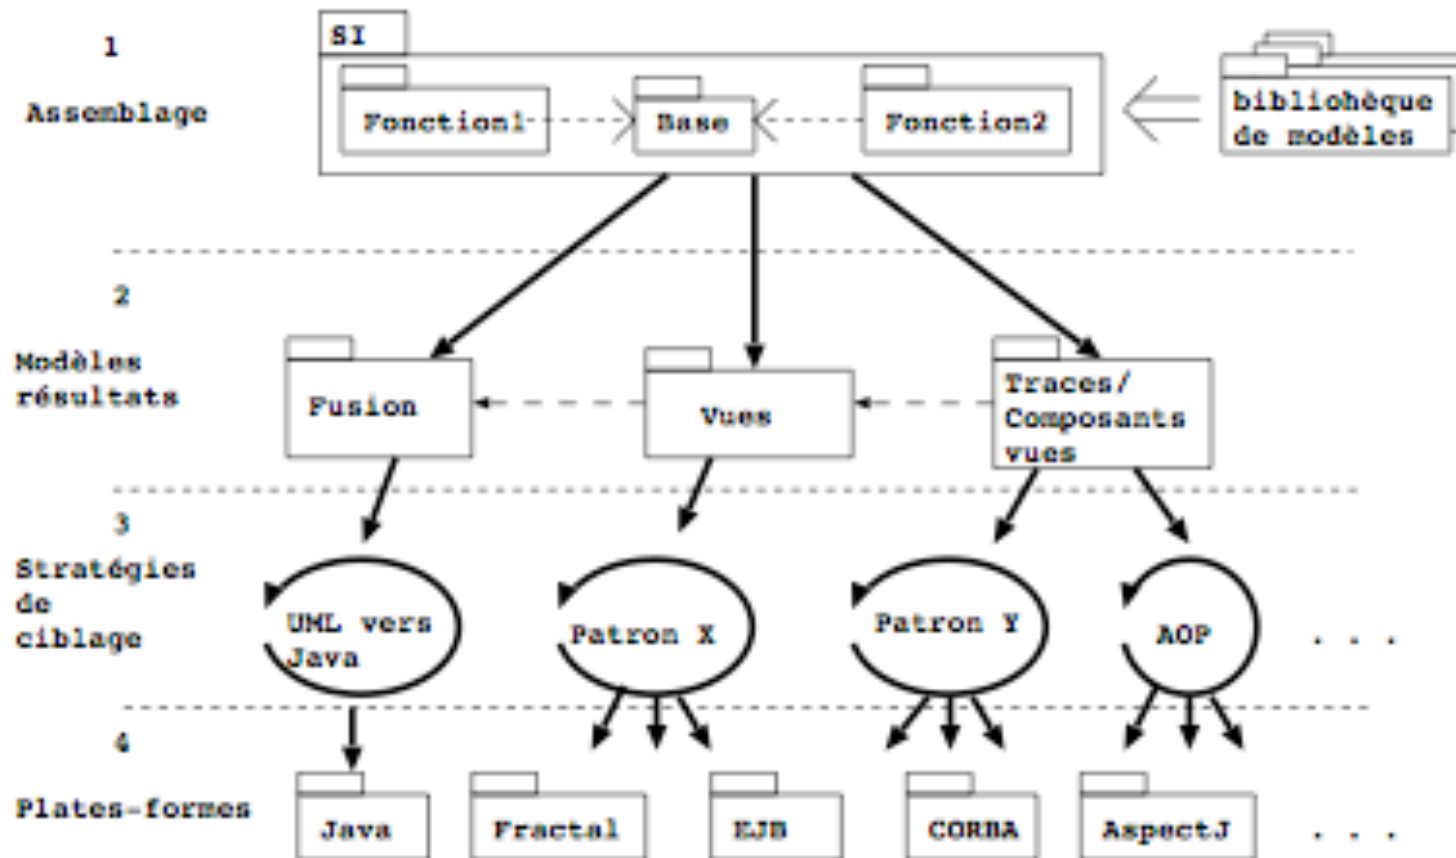 1
Assemblage
SI
Fonction1
Base
Fonction2
bibliohèque
de modèles
2
Modèles
résultats
Fusion
Vues
Traces/
Composants
vues
3
Stratégies
de
ciblage
UML vers
Java
Patron X
Patron Y
AOP
. . .
4
Plates-formes
Java
Fractal
EJB
CORBA
AspectJ
. . .